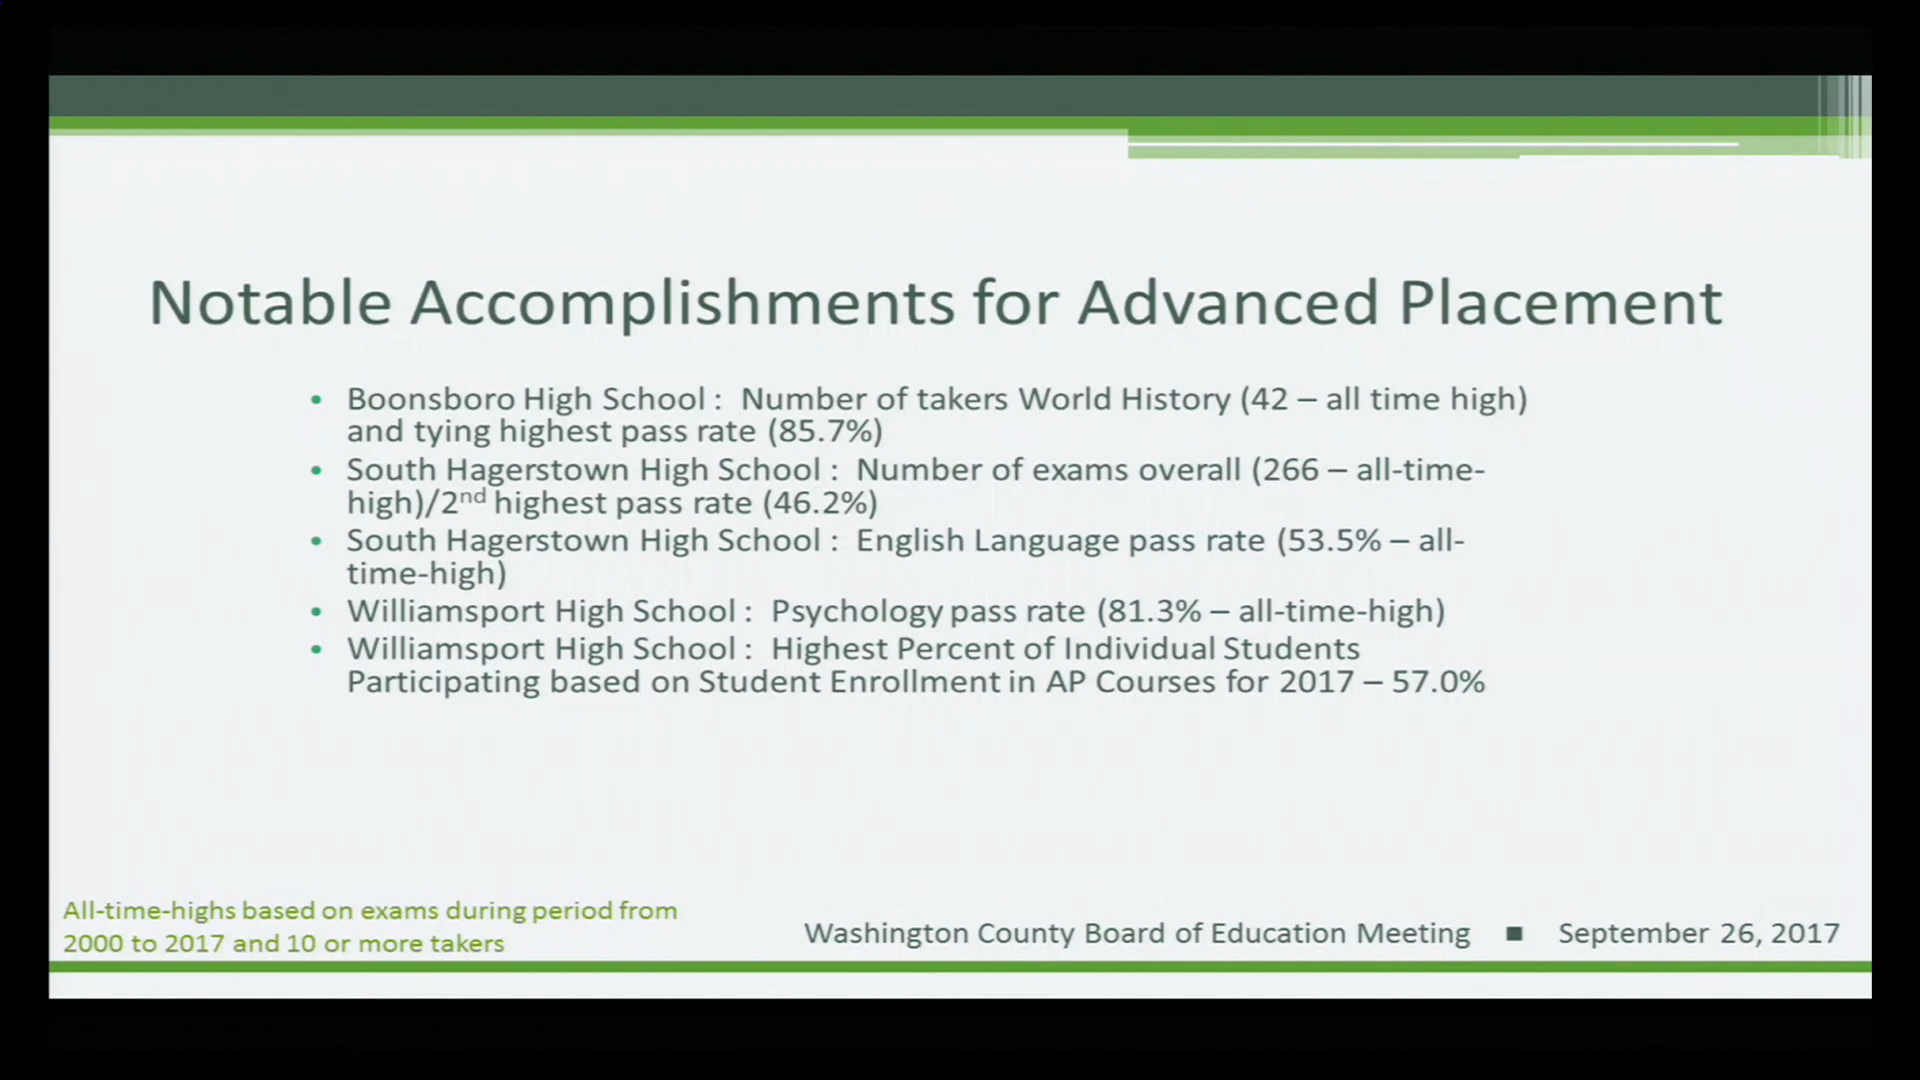 Notable Accomplishments for Advanced Placement
• Boonsboro High School : Number of takers World History (42 – all time high)
and tying highest pass rate (85.7%)
• South Hagerstown High School : Number of exams overall (266 – all-time-
high)/2nd highest pass rate (46.2%)
• South Hagerstown High School : English Language pass rate (53.5% – all-
time-high)
• Williamsport High School : Psychology pass rate (81.3% – all-time-high)
• Williamsport High School : Highest Percent of Individual Students
Participating based on Student Enrollment in AP Courses for 2017 – 57.0%
All-time-highs based on exams during period from
2000 to 2017 and 10 or more takers
Washington County Board of Education Meeting ■ September 26, 2017